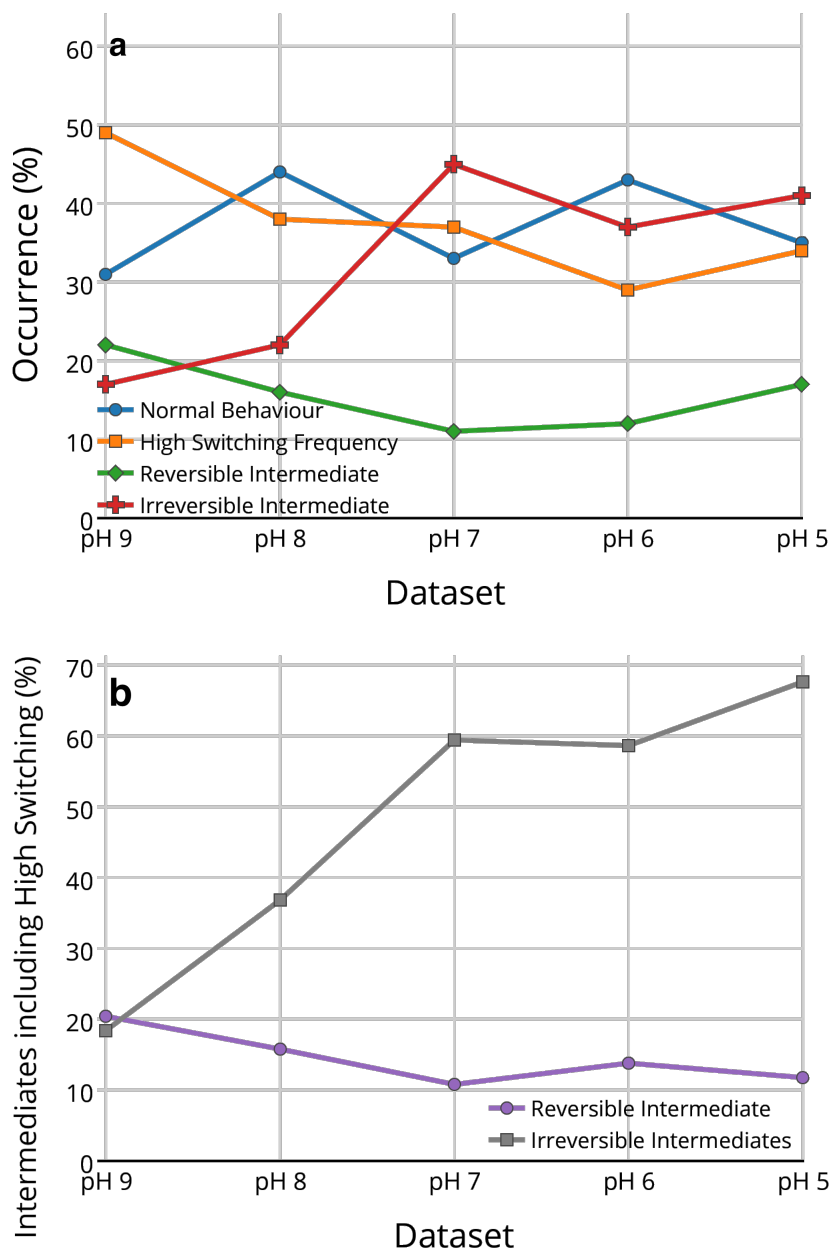 a
60
50
40
30
20
10
0
Occurrence (%)
Normal Behaviour
High Switching Frequency
Reversible Intermediate
Irreversible Intermediate
pH 9 pH 8 pH 7 pH 6 pH 5
Dataset
b
70
60
50
40
30
20
10
0
Intermediates including High Switching (%)
Reversible Intermediate
Irreversible Intermediates
pH 9 pH 8 pH 7 pH 6 pH 5
Dataset